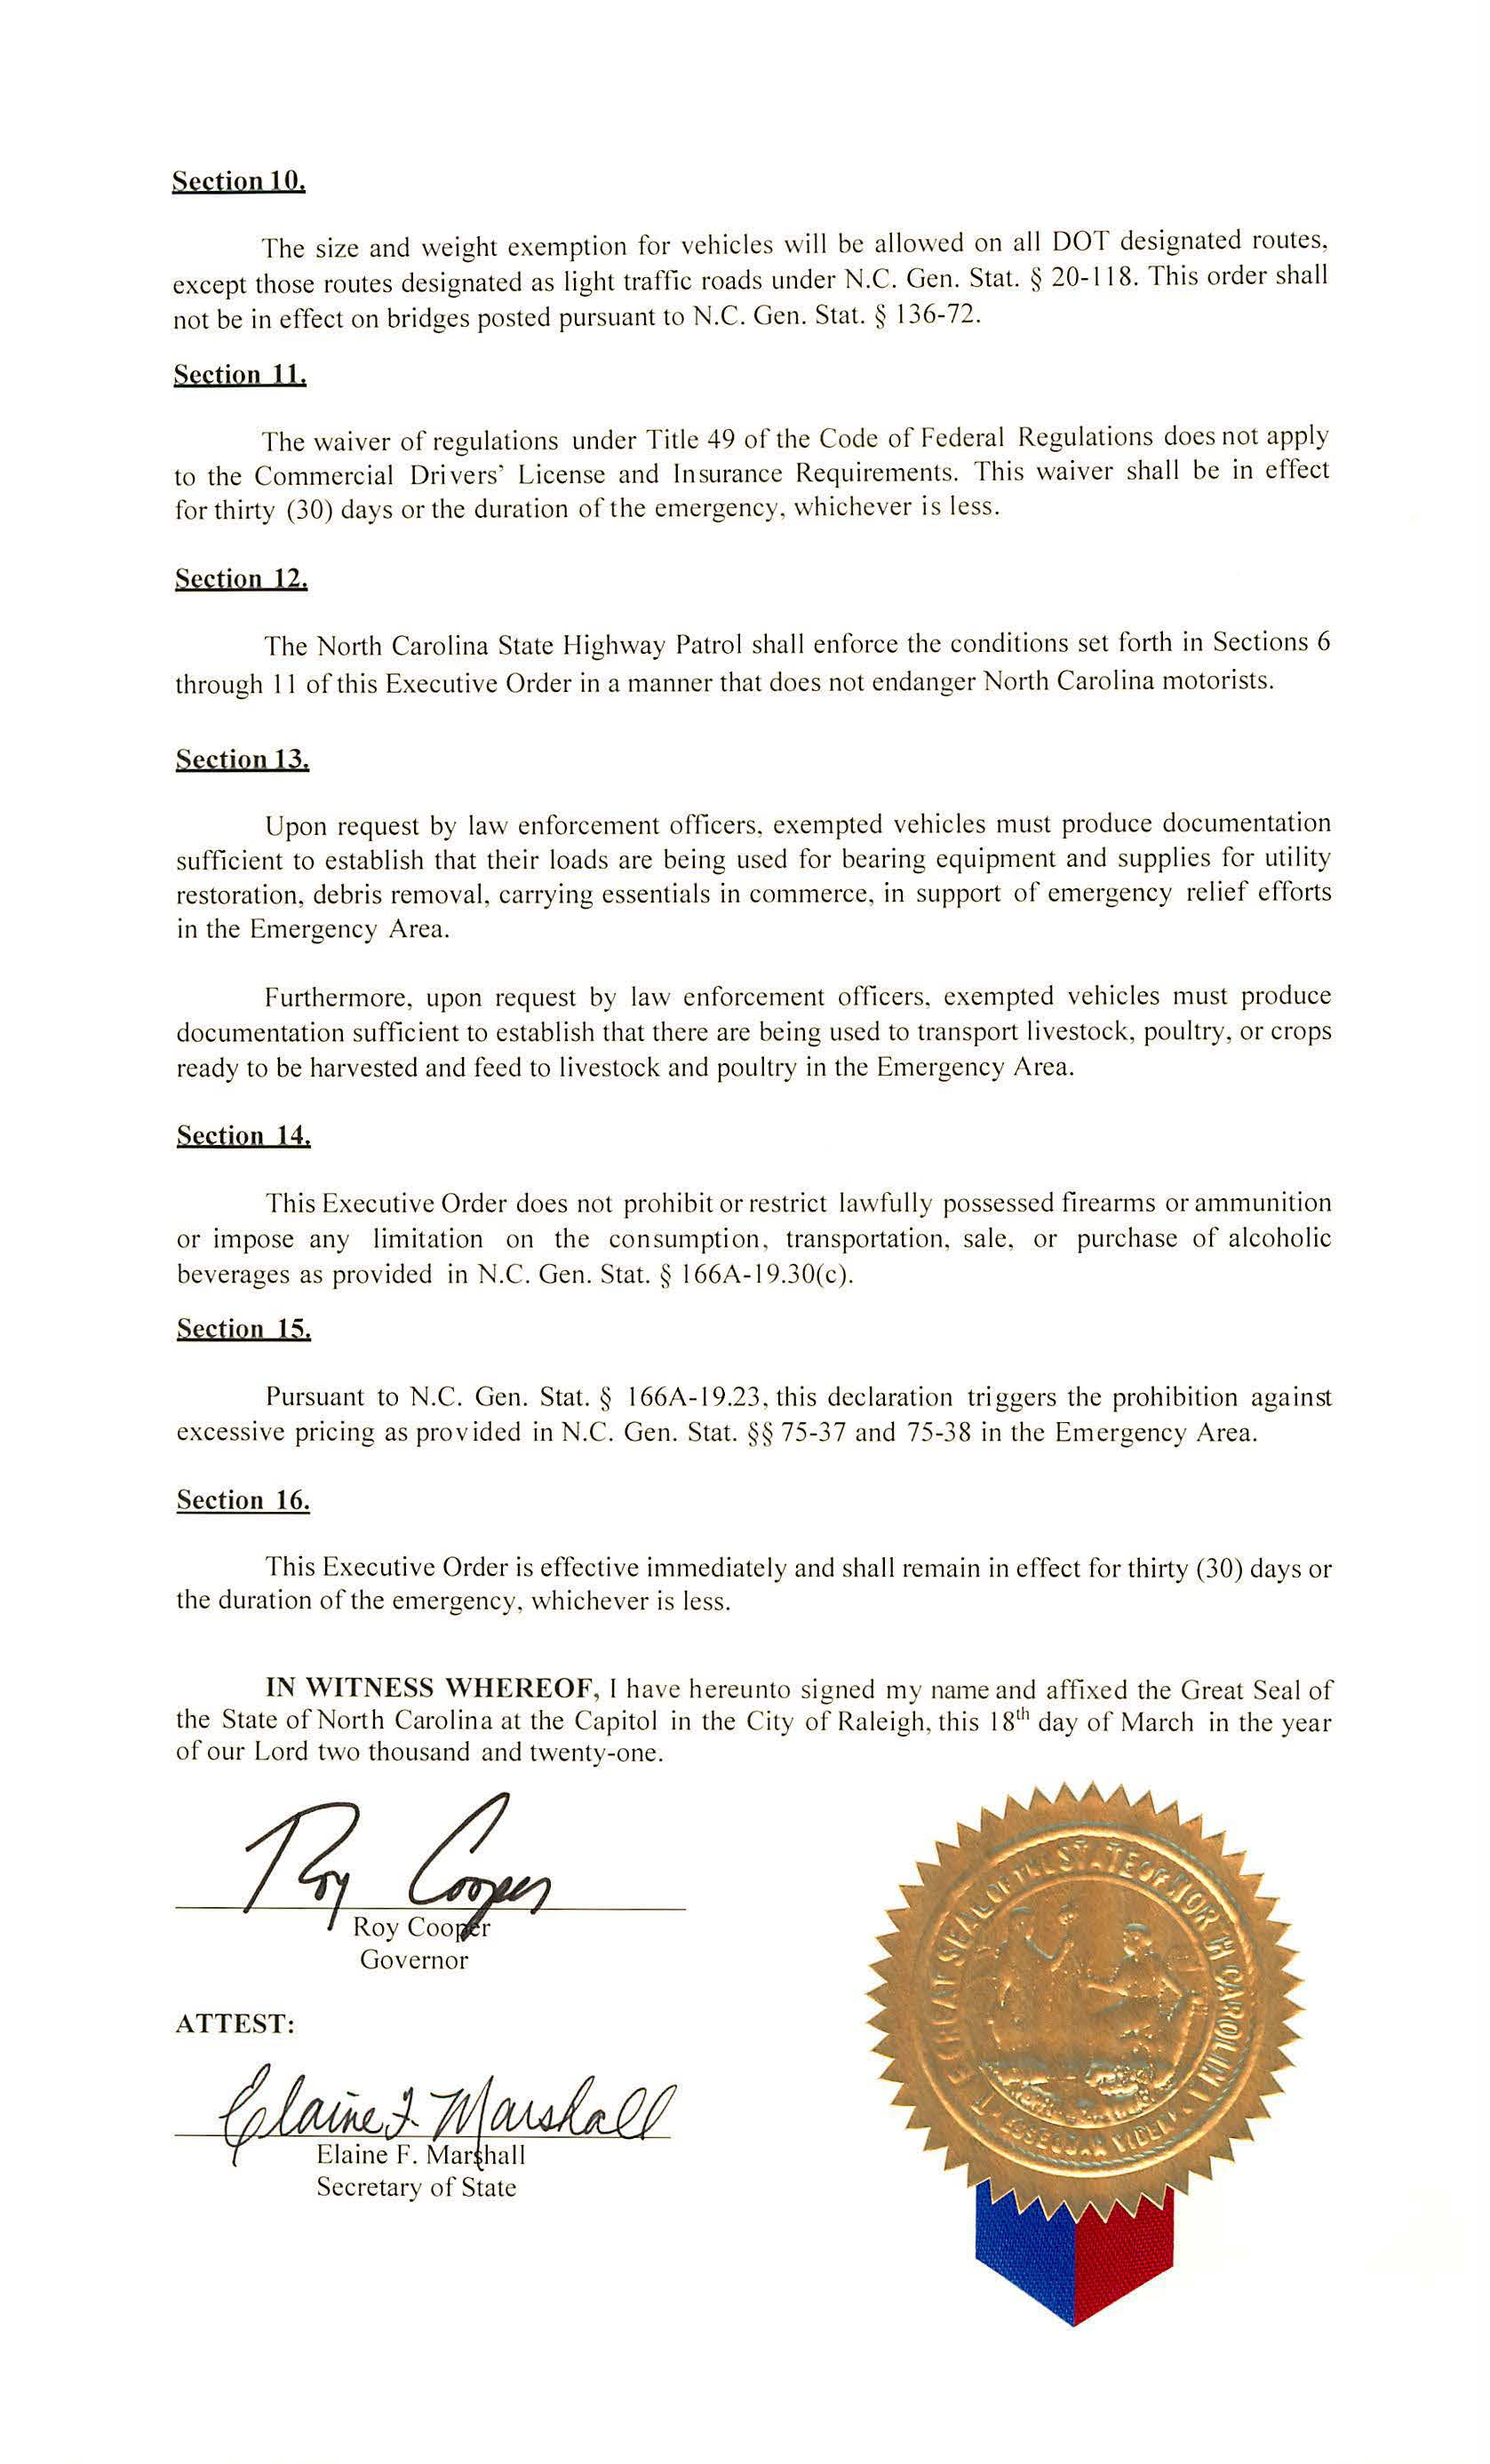 Section 10.
The size and weight exemption for vehicles will be allowed on all DOT designated routes,
except those routes designated as light traffic roads under N.C. Gen. Stat. § 20-118. This order shall
not be in effect on bridges posted pursuant to N.C. Gen. Stat. § 136-72.
Section 11.
The waiver of regulations under Title 49 of the Code of Federal Regulations does not apply
to the Commercial Drivers' License and Insurance Requirements. This waiver shall be in effect
for thirty (30) days or the duration of the emergency, whichever is less.
Section 12.
The North Carolina State Highway Patrol shall enforce the conditions set forth in Sections 6
through 11 of this Executive Order in a manner that does not endanger North Carolina motorists.
Section 13.
Upon request by law enforcement officers, exempted vehicles must produce documentation
sufficient to establish that their loads are being used for bearing equipment and supplies for utility
restoration, debris removal, carrying essentials in commerce, in support of emergency relief efforts
in the Emergency Area.
Furthermore, upon request by law enforcement officers, exempted vehicles must produce
documentation sufficient to establish that there are being used to transport livestock, poultry, or crops
ready to be harvested and feed to livestock and poultry in the Emergency Area.
Section 14.
This Executive Order does not prohibit or restrict lawfully possessed firearms or ammunition
or impose any limitation on the consumption, transportation, sale, or purchase of alcoholic
beverages as provided in N.C. Gen. Stat. § 166A-19.30(c).
Section 15.
Pursuant to N.C. Gen. Stat. § 166A-19.23, this declaration triggers the prohibition against
excessive pricing as provided in N.C. Gen. Stat. §§ 75-37 and 75-38 in the Emergency Area.
Section 16.
This Executive Order is effective immediately and shall remain in effect for thirty (30) days or
the duration of the emergency, whichever is less.
IN WITNESS WHEREOF, I have hereunto signed my name and affixed the Great Seal of
the State of North Carolina at the Capitol in the City of Raleigh, this 18th day of March in the year
of our Lord two thousand and twenty-one.
Roy Cooper
Roy Cooper
Governor
ATTEST:
Elaine F. Marshall
Elaine F. Marshall
Secretary of State
GREAT SEAL OF THE STATE OF NORTH CAROLINA
ESSE QUAM VIDERI